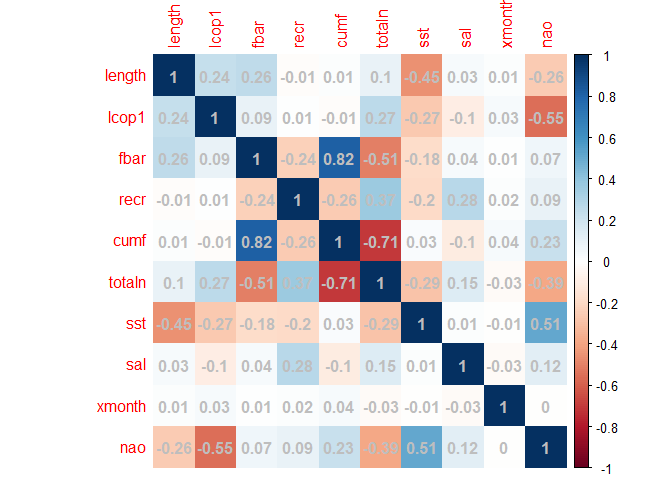 length lcop1 fbar recr cumf totaln sst sal xmonth nao
1
length 1 0.24 0.26 -0.01 0.01 0.1 -0.45 0.03 0.01 -0.26
0.8
lcop1 0.24 1 0.09 0.01 -0.01 0.27 -0.27 -0.1 0.03 -0.55
0.6
fbar 0.26 0.09 1 -0.24 0.82 -0.51 -0.18 0.04 0.01 0.07
0.4
recr -0.01 0.01 -0.24 1 -0.26 -0.2 0.28 0.02 0.09
0.2
cumf 0.01 -0.01 0.82 -0.26 1 -0.71 0.03 -0.1 0.04 0.23
0
totaln 0.1 0.27 -0.51 -0.71 1 -0.29 0.15 -0.03 -0.39
-0.2
sst -0.45 -0.27 -0.18 -0.2 0.03 -0.29 1 0.01 -0.01 0.51
-0.4
sal 0.03 -0.1 0.04 0.28 -0.1 0.15 0.01 1 -0.03 0.12
-0.6
xmonth 0.01 0.03 0.01 0.02 0.04 -0.03 -0.01 -0.03 1 0
-0.8
nao -0.26 -0.55 0.07 0.09 0.23 -0.39 0.51 0.12 0 1
-1